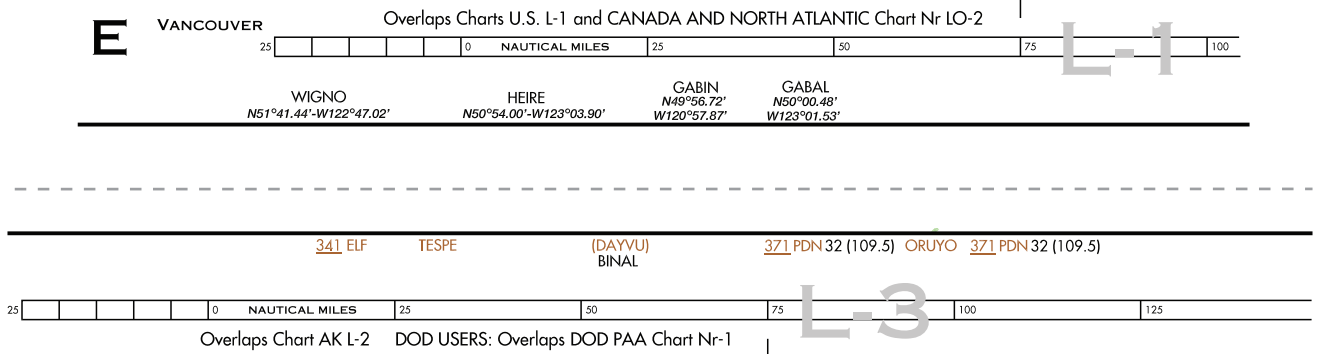 Overlaps Charts U.S. L-1 and CANADA AND NORTH ATLANTIC Chart Nr LO-2
E VANCOUVER
25 0 NAUTICAL MILES 25 50 75 100
L-1
WIGNO HEIRE GABIN GABAL
N51°41.44'-W122°47.02' N50°54.00'-W123°03.90' N49°56.72' N50°00.48'
W120°57.87' W123°01.53'
341 ELF TESPE (DAYVU) 371 PDN 32 (109.5) ORUYO 371 PDN 32 (109.5)
BINAL
25 0 NAUTICAL MILES 25 50 75 100 125
L-3
Overlaps Chart AK L-2 DOD USERS: Overlaps DOD PAA Chart Nr-1